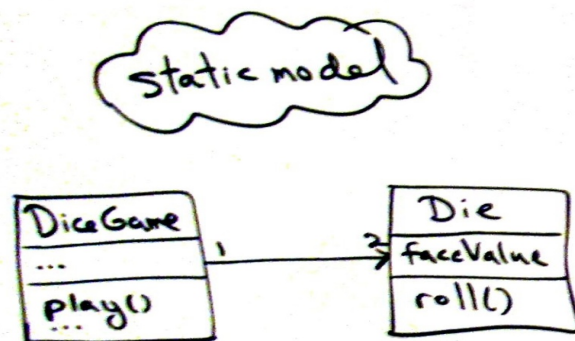 static model
DiceGame
...
play()
...
1
2
Die
faceValue
roll()